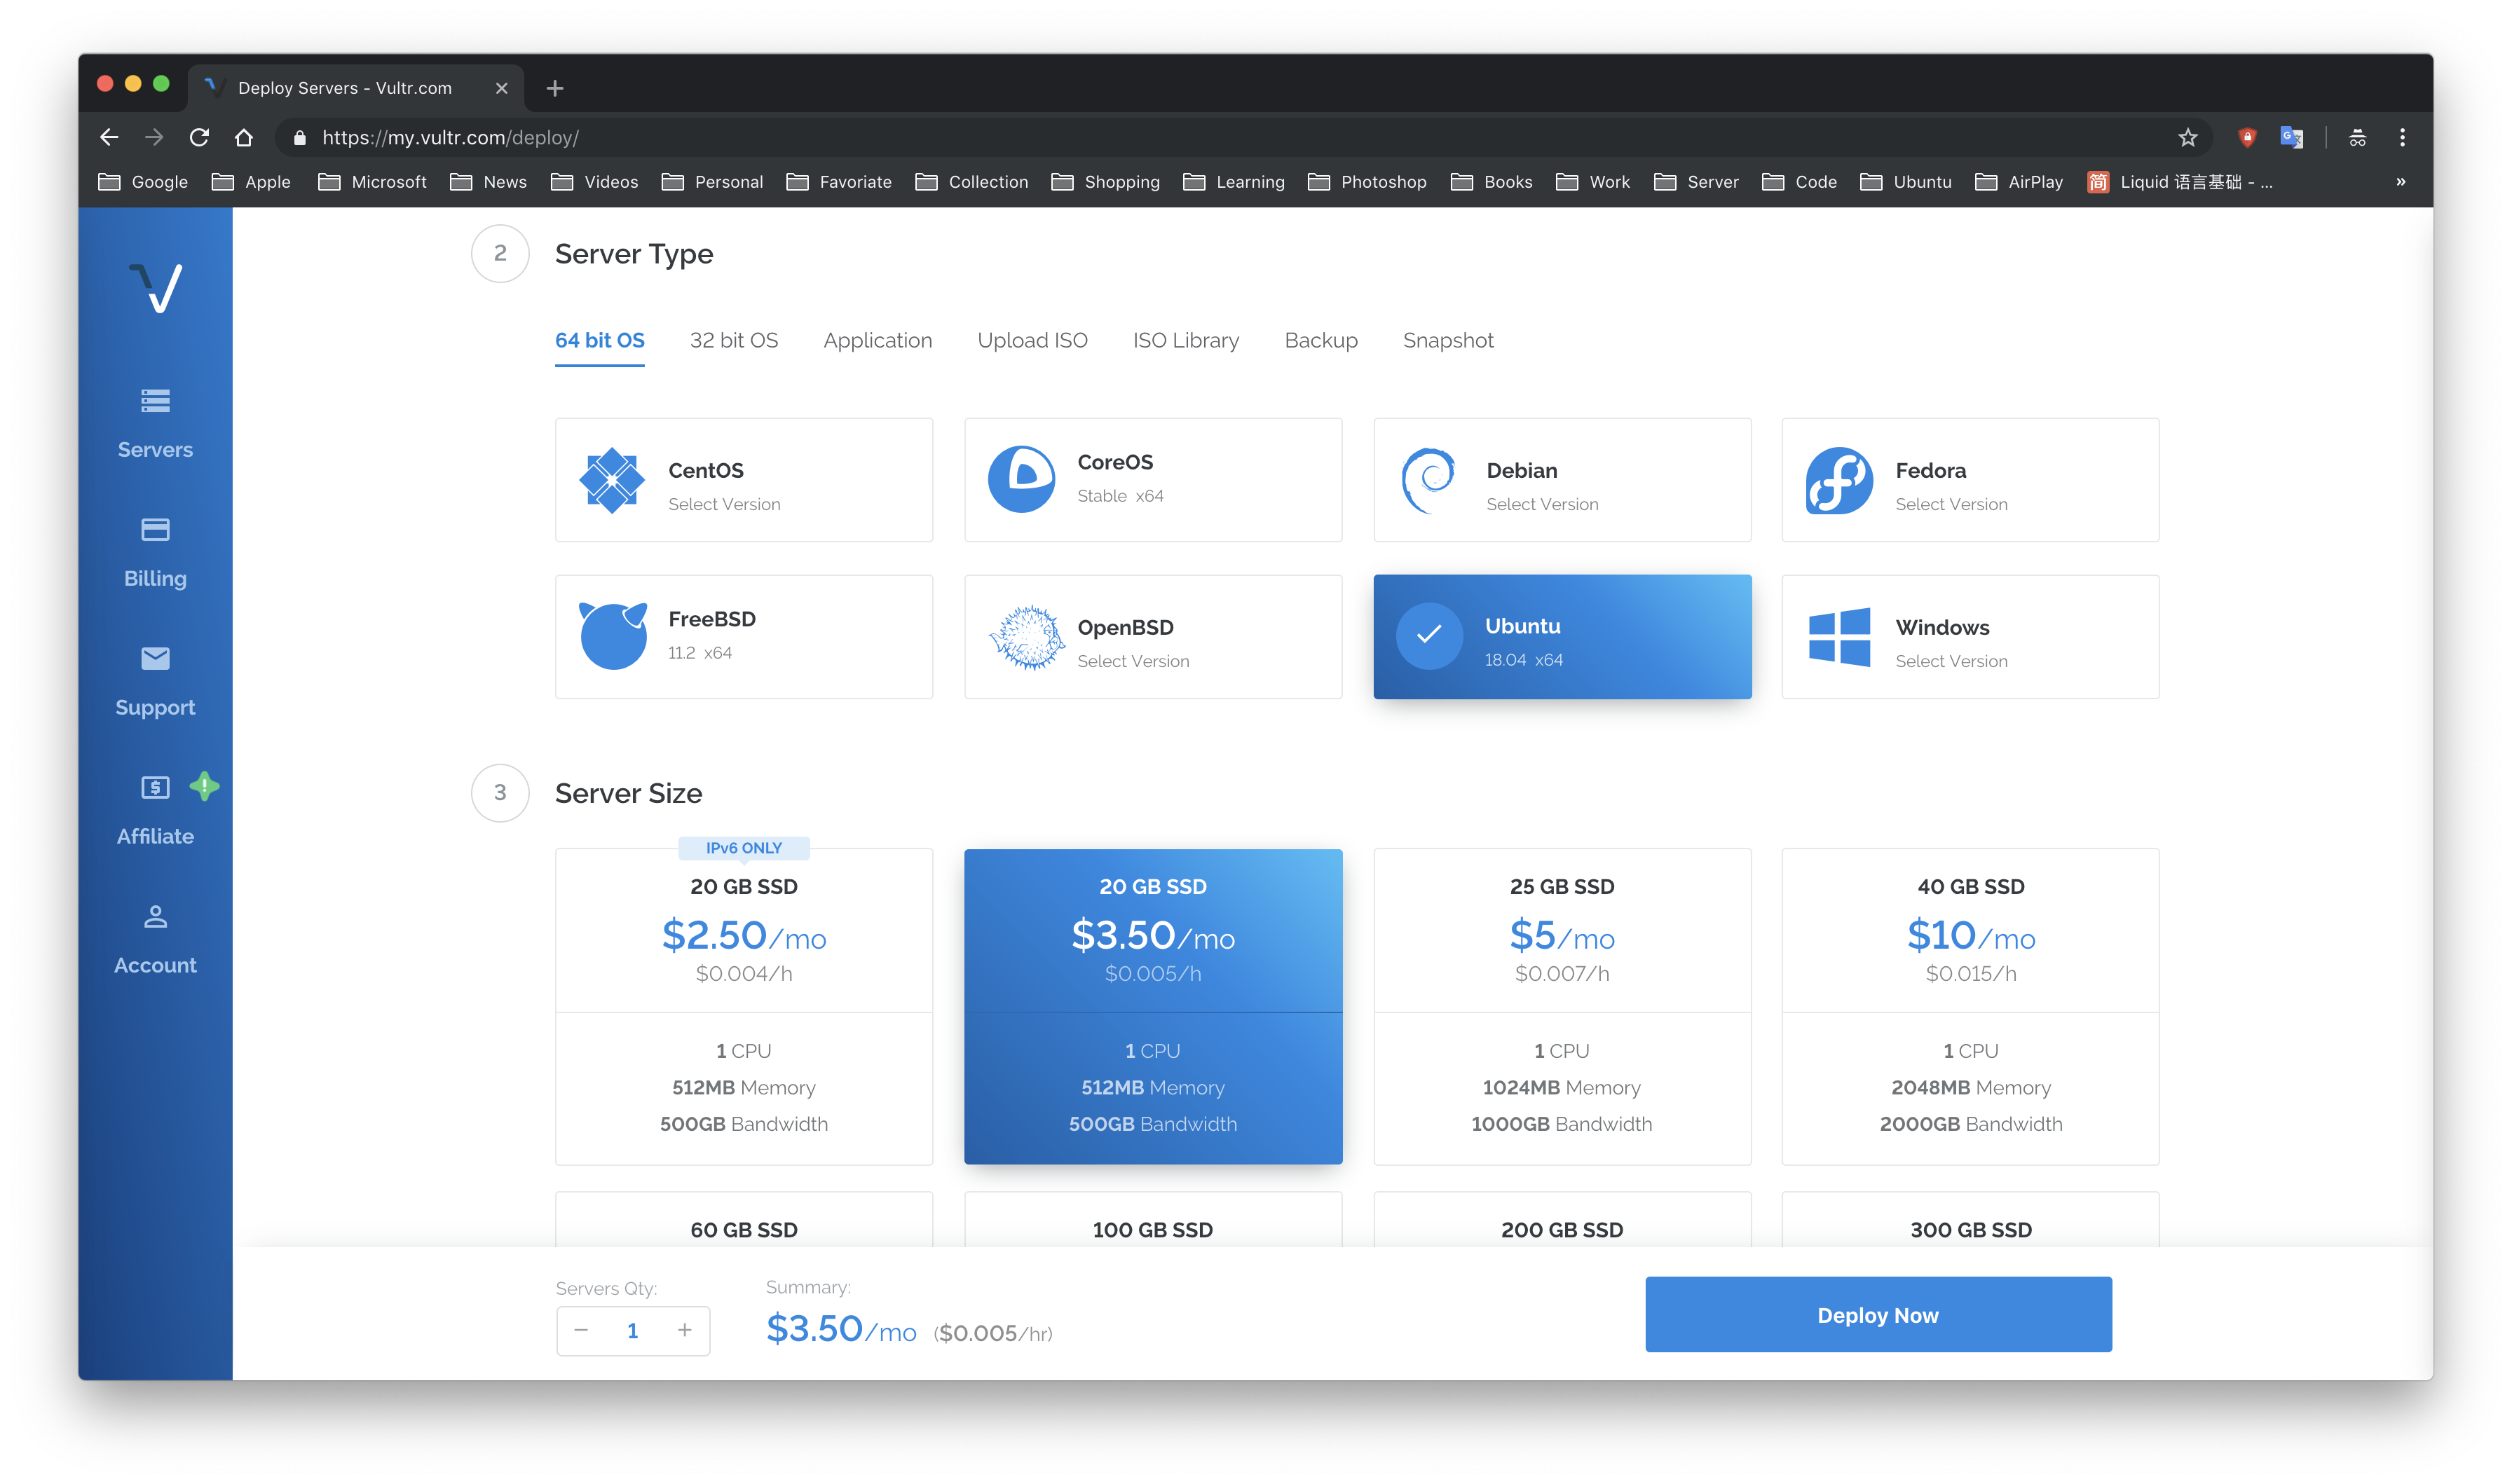 Deploy Servers - Vultr.com
https://my.vultr.com/deploy/
Google Apple Microsoft News Videos Personal Favoriate Collection Shopping Learning Photoshop Books Work Server Code Ubuntu AirPlay 简 Liquid 语言基础 - ... »
Servers
Billing
Support
Affiliate
Account
2 Server Type
64 bit OS 32 bit OS Application Upload ISO ISO Library Backup Snapshot
CentOS
Select Version
CoreOS
Stable x64
Debian
Select Version
Fedora
Select Version
FreeBSD
11.2 x64
OpenBSD
Select Version
Ubuntu
18.04 x64
Windows
Select Version
3 Server Size
IPv6 ONLY
20 GB SSD
$2.50/mo
$0.004/h
1 CPU
512MB Memory
500GB Bandwidth
20 GB SSD
$3.50/mo
$0.005/h
1 CPU
512MB Memory
500GB Bandwidth
25 GB SSD
$5/mo
$0.007/h
1 CPU
1024MB Memory
1000GB Bandwidth
40 GB SSD
$10/mo
$0.015/h
1 CPU
2048MB Memory
2000GB Bandwidth
60 GB SSD
100 GB SSD
200 GB SSD
300 GB SSD
Servers Qty:
− 1 +
Summary:
$3.50/mo ($0.005/hr)
Deploy Now